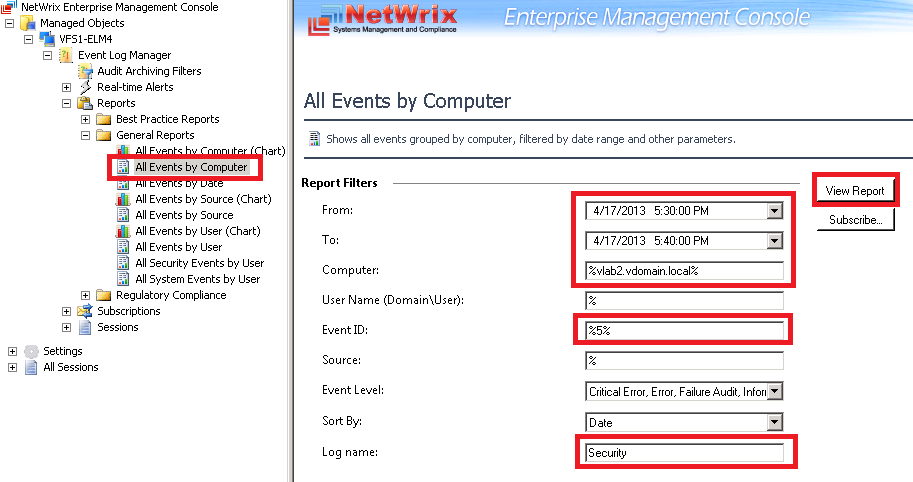 NetWrix Enterprise Management Console
Managed Objects
VFS1-ELM4
Event Log Manager
Audit Archiving Filters
Real-time Alerts
Reports
Best Practice Reports
General Reports
All Events by Computer (Chart)
All Events by Computer
All Events by Date
All Events by Source (Chart)
All Events by Source
All Events by User (Chart)
All Events by User
All Security Events by User
All System Events by User
Regulatory Compliance
Subscriptions
Sessions
Settings
All Sessions
NetWrix
Systems Management and Compliance
Enterprise Management Console
All Events by Computer
Shows all events grouped by computer, filtered by date range and other parameters.
Report Filters
View Report
Subscribe...
From: 4/17/2013 5:30:00 PM
To: 4/17/2013 5:40:00 PM
Computer: %vlab2.vdomain.local%
User Name (Domain\User): %
Event ID: %5%
Source: %
Event Level: Critical Error, Error, Failure Audit, Infor
Sort By: Date
Log name: Security